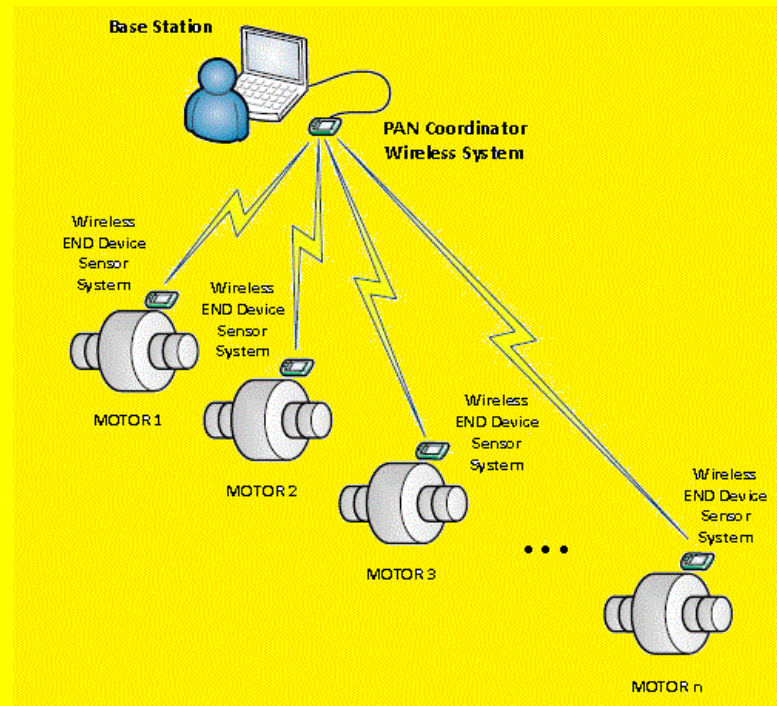 Base Station
PAN Coordinator
Wireless System
Wireless
END Device
Sensor
System
MOTOR 1
Wireless
END Device
Sensor
System
MOTOR 2
Wireless
END Device
Sensor
System
MOTOR 3
...
Wireless
END Device
Sensor
System
MOTOR n